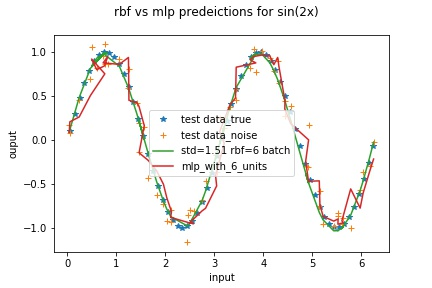 rbf vs mlp predeictions for sin(2x)
1.0
0.5
0.0
−0.5
−1.0
ouput
test data_true
test data_noise
std=1.51 rbf=6 batch
mlp_with_6_units
0 1 2 3 4 5 6
input